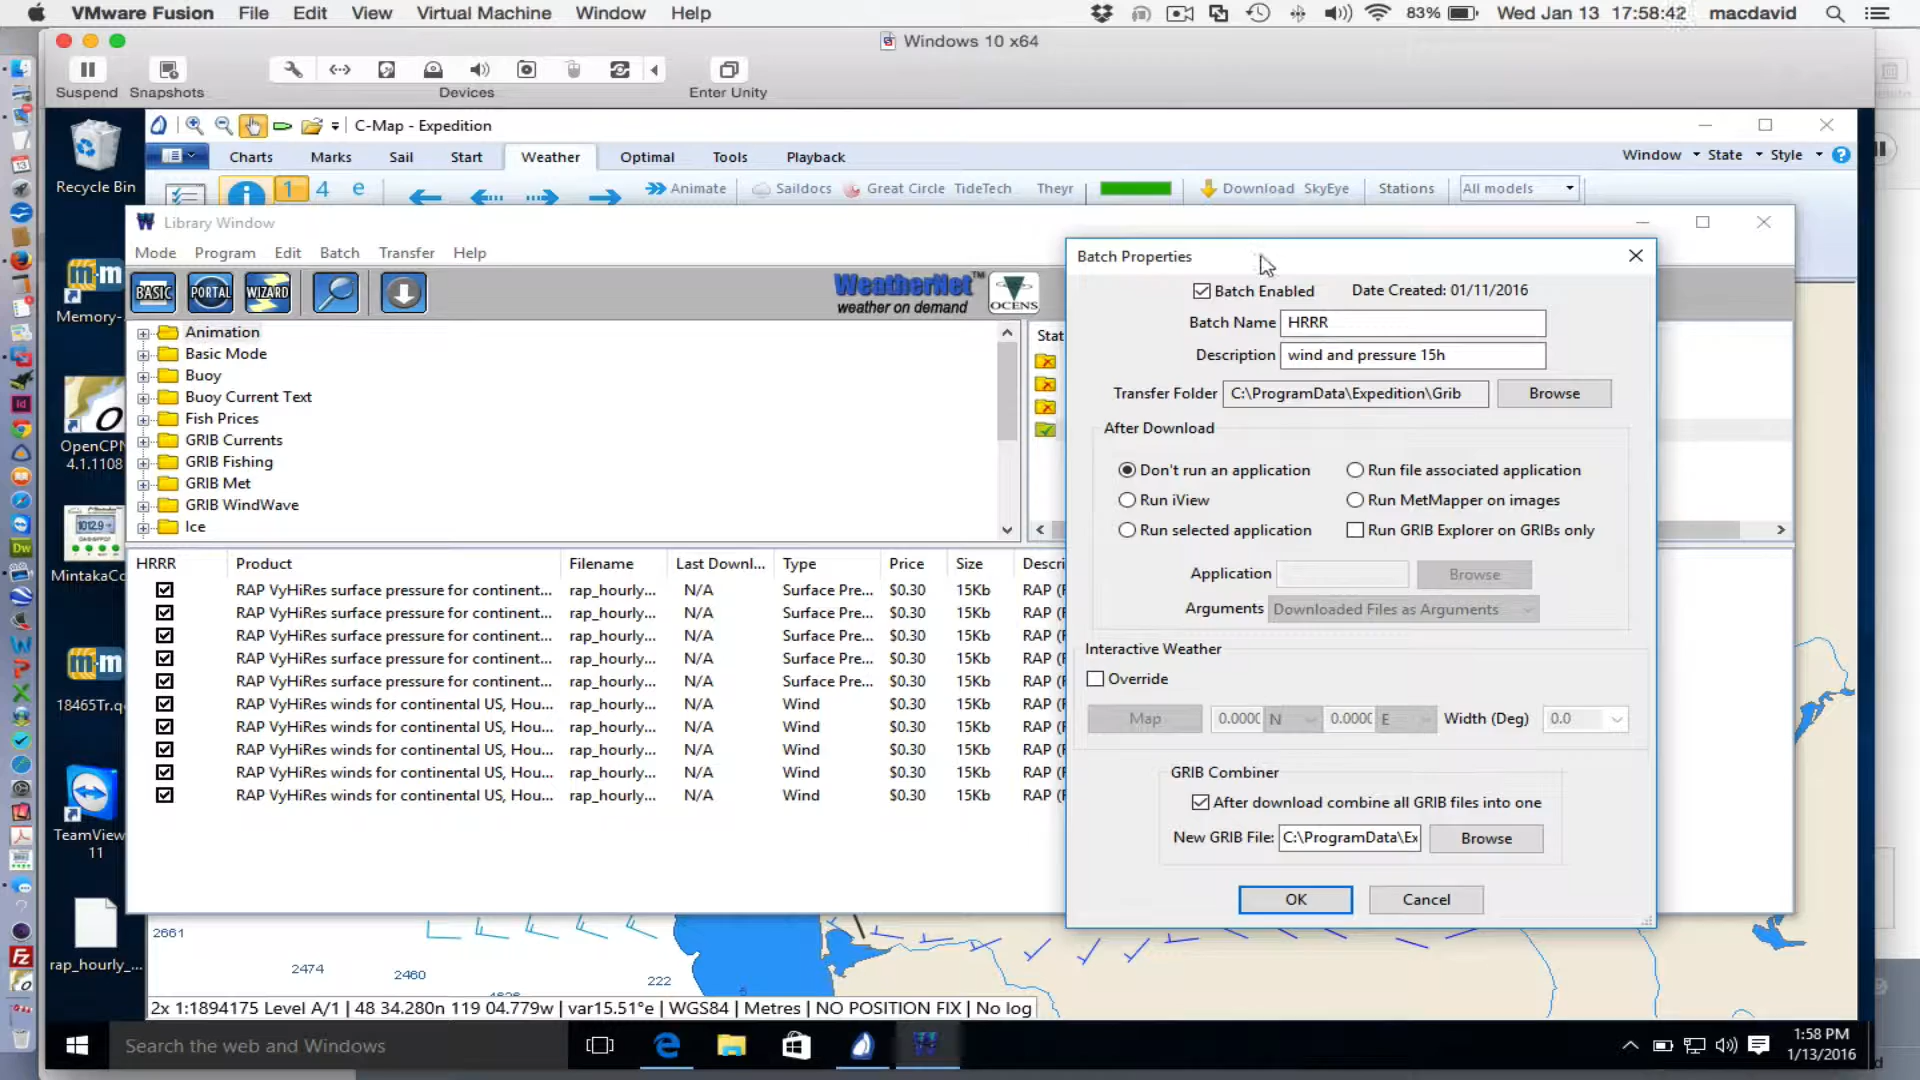 VMware Fusion File Edit View Virtual Machine Window Help 83% Wed Jan 13 17:58:42 macdavid
Windows 10 x64
Suspend Snapshots Devices Enter Unity
C-Map - Expedition
Charts Marks Sail Start Weather Optimal Tools Playback Window State Style ?
1 4 e Animate Saildocs Great Circle TideTech Theyr Download SkyEye Stations All models
Recycle Bin
Library Window
Mode Program Edit Batch Transfer Help
BASIC PORTAL WIZARD
WeatherNet™
weather on demand
OCENS
Animation
Basic Mode
Buoy
Buoy Current Text
Fish Prices
GRIB Currents
GRIB Fishing
GRIB Met
GRIB WindWave
Ice
Stat
HRRR Product Filename Last Downl... Type Price Size Descri
RAP VyHiRes surface pressure for continent... rap_hourly... N/A Surface Pre... $0.30 15Kb RAP (F
RAP VyHiRes surface pressure for continent... rap_hourly... N/A Surface Pre... $0.30 15Kb RAP (F
RAP VyHiRes surface pressure for continent... rap_hourly... N/A Surface Pre... $0.30 15Kb RAP (F
RAP VyHiRes surface pressure for continent... rap_hourly... N/A Surface Pre... $0.30 15Kb RAP (F
RAP VyHiRes surface pressure for continent... rap_hourly... N/A Surface Pre... $0.30 15Kb RAP (F
RAP VyHiRes winds for continental US, Hou... rap_hourly... N/A Wind $0.30 15Kb RAP (F
RAP VyHiRes winds for continental US, Hou... rap_hourly... N/A Wind $0.30 15Kb RAP (F
RAP VyHiRes winds for continental US, Hou... rap_hourly... N/A Wind $0.30 15Kb RAP (F
RAP VyHiRes winds for continental US, Hou... rap_hourly... N/A Wind $0.30 15Kb RAP (F
RAP VyHiRes winds for continental US, Hou... rap_hourly... N/A Wind $0.30 15Kb RAP (F
Batch Properties
Batch Enabled Date Created: 01/11/2016
Batch Name HRRR
Description wind and pressure 15h
Transfer Folder C:\ProgramData\Expedition\Grib Browse
After Download
Don't run an application Run file associated application
Run iView Run MetMapper on images
Run selected application Run GRIB Explorer on GRIBs only
Application Browse
Arguments Downloaded Files as Arguments
Interactive Weather
Override
Map 0.000 N 0.000 E Width (Deg) 0.0
GRIB Combiner
After download combine all GRIB files into one
New GRIB File: C:\ProgramData\Ex Browse
OK Cancel
Memory-...
OpenCPN
4.1.1108
1012.9
MintakaCo
18465Tr.q
TeamView
11
rap_hourly_...
2661
2474 2460 222
2x 1:1894175 Level A/1 | 48 34.280n 119 04.779w | var15.51°e | WGS84 | Metres | NO POSITION FIX | No log
Search the web and Windows
1:58 PM
1/13/2016